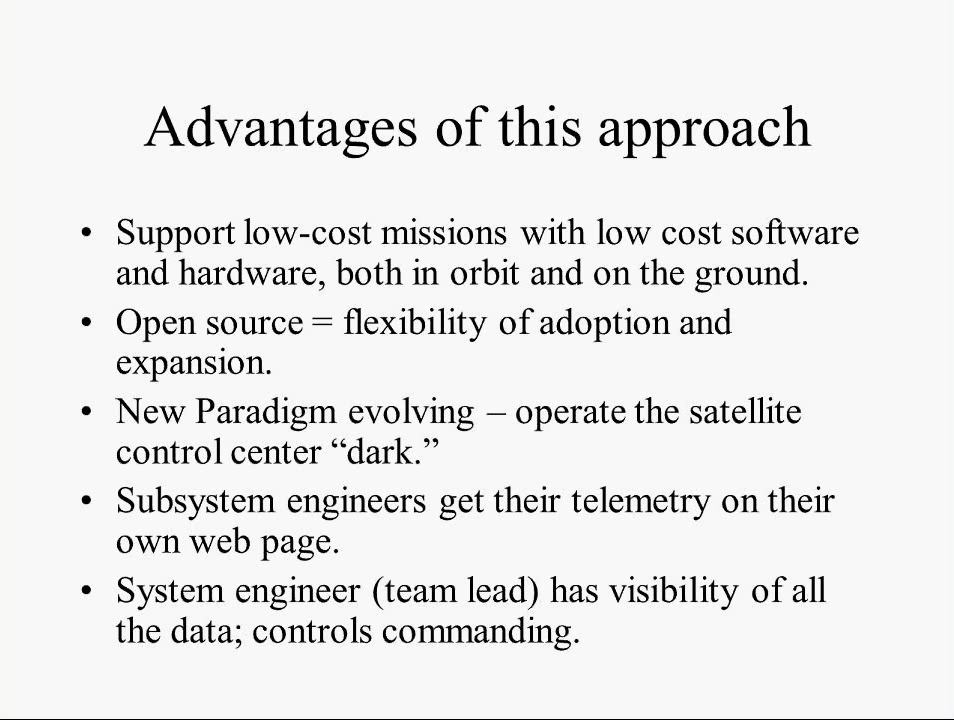 Advantages of this approach
• Support low-cost missions with low cost software
and hardware, both in orbit and on the ground.
• Open source = flexibility of adoption and
expansion.
• New Paradigm evolving – operate the satellite
control center “dark.”
• Subsystem engineers get their telemetry on their
own web page.
• System engineer (team lead) has visibility of all
the data; controls commanding.